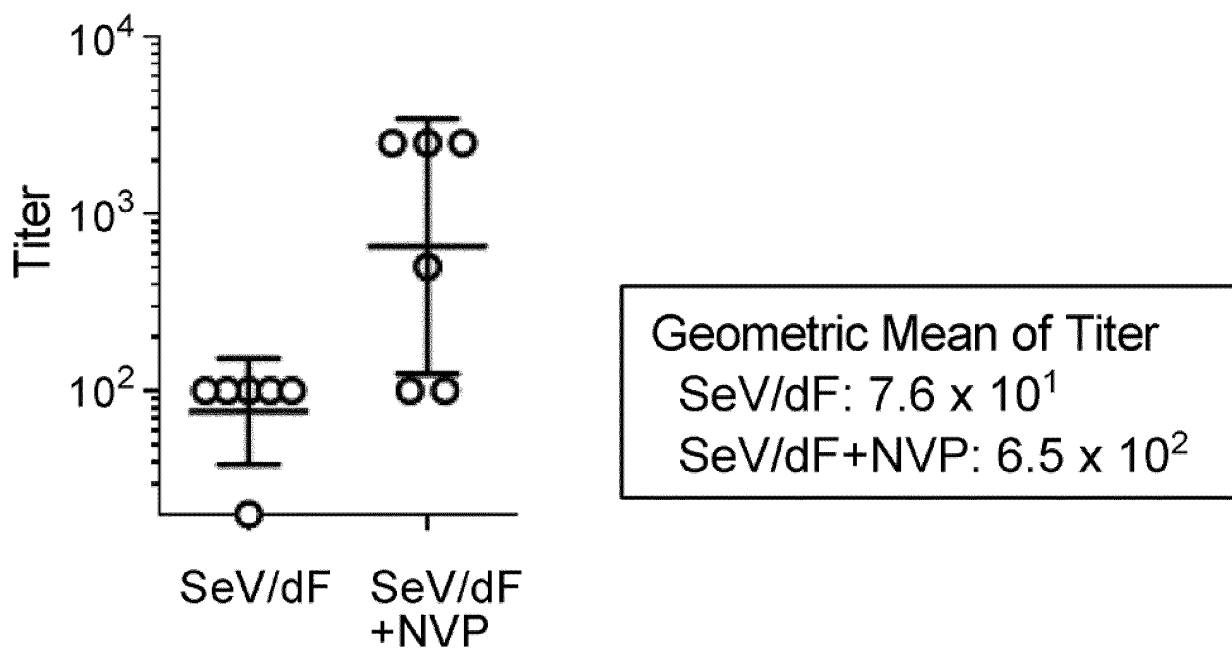 10⁴
10³
10²
Titer
SeV/dF
SeV/dF
+NVP
Geometric Mean of Titer
SeV/dF: 7.6 x 10¹
SeV/dF+NVP: 6.5 x 10²